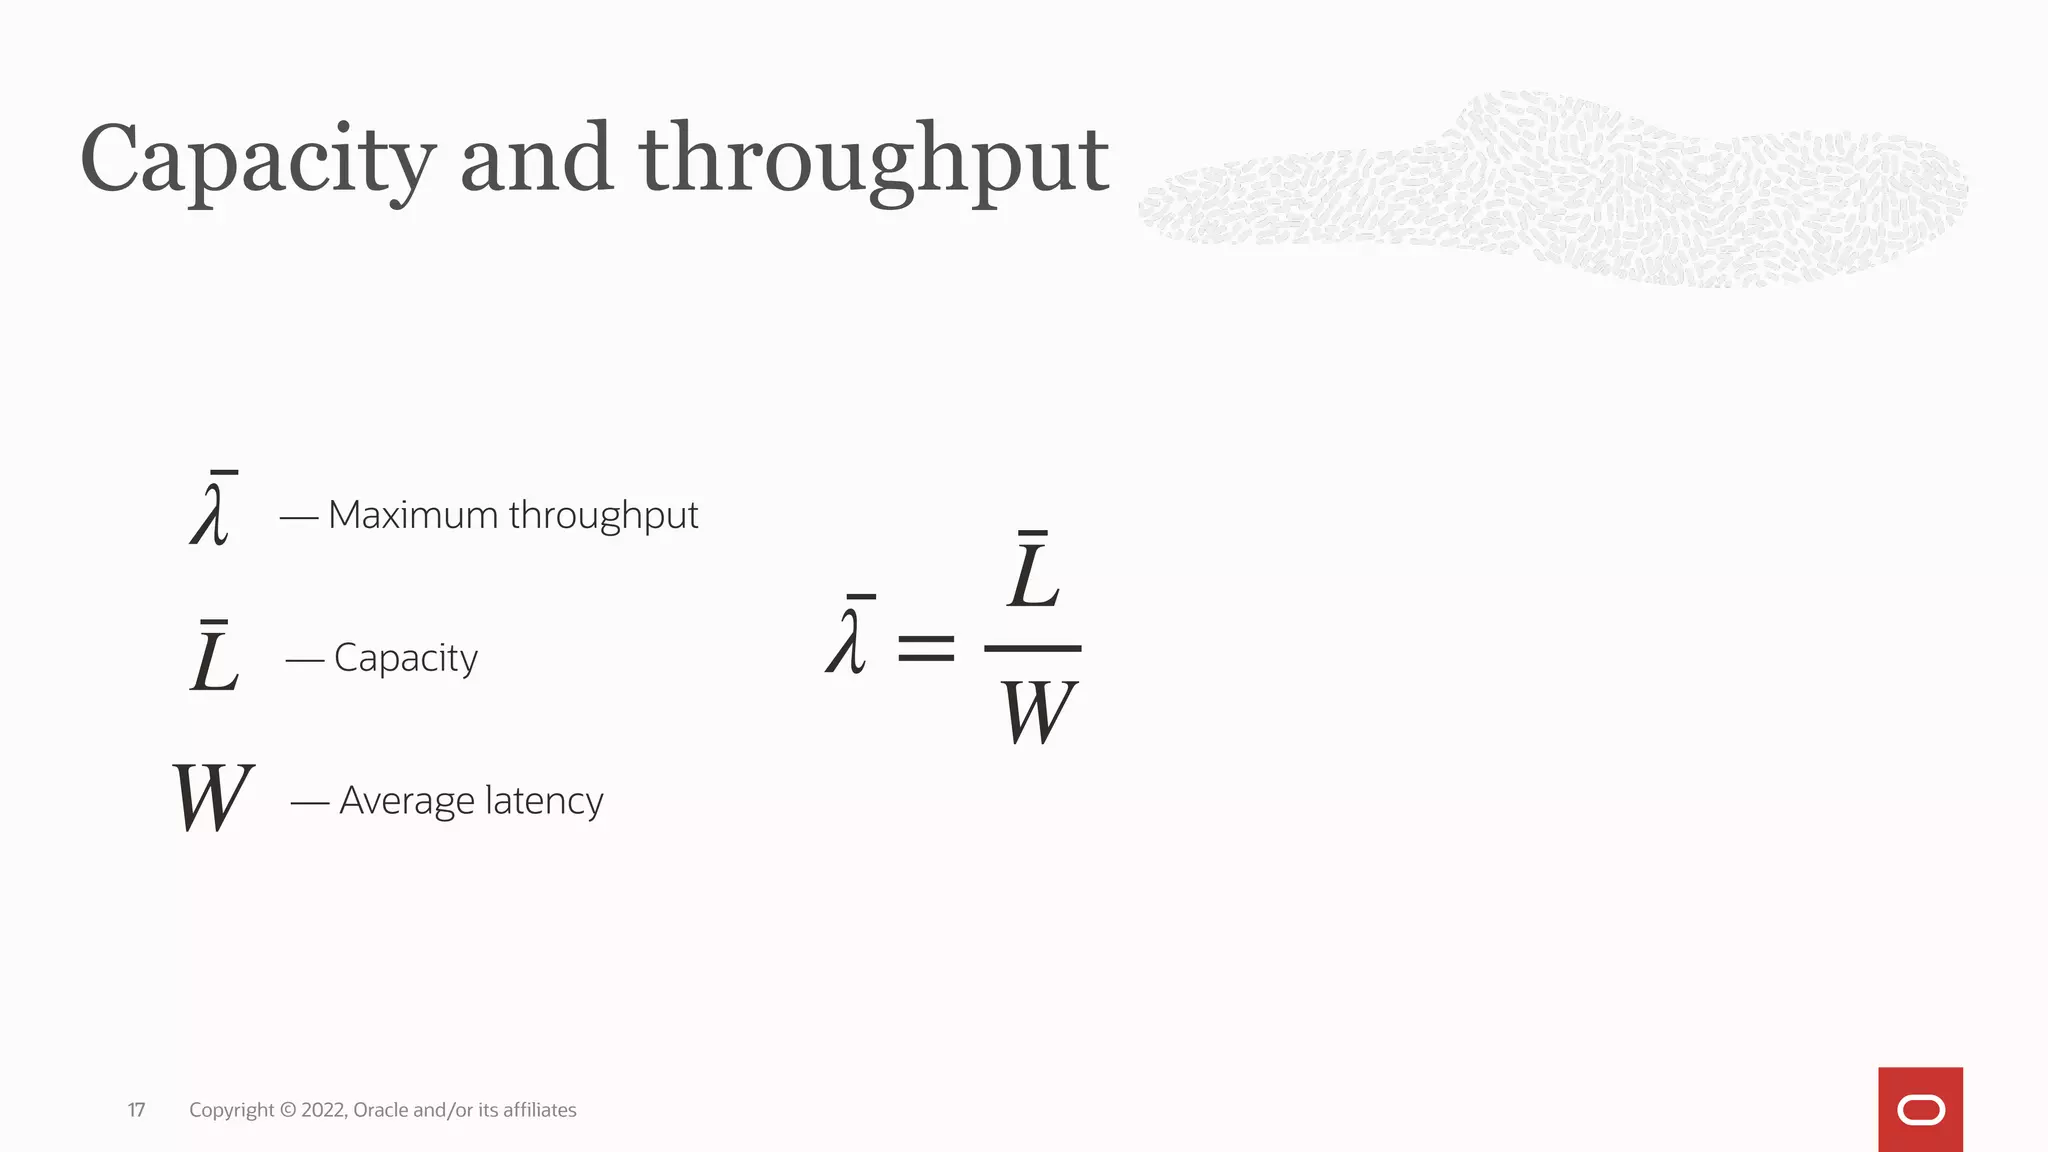 Capacity and throughput
λ̄ — Maximum throughput
L̄ — Capacity
W — Average latency
λ̄ = L̄ / W
17 Copyright © 2022, Oracle and/or its affiliates